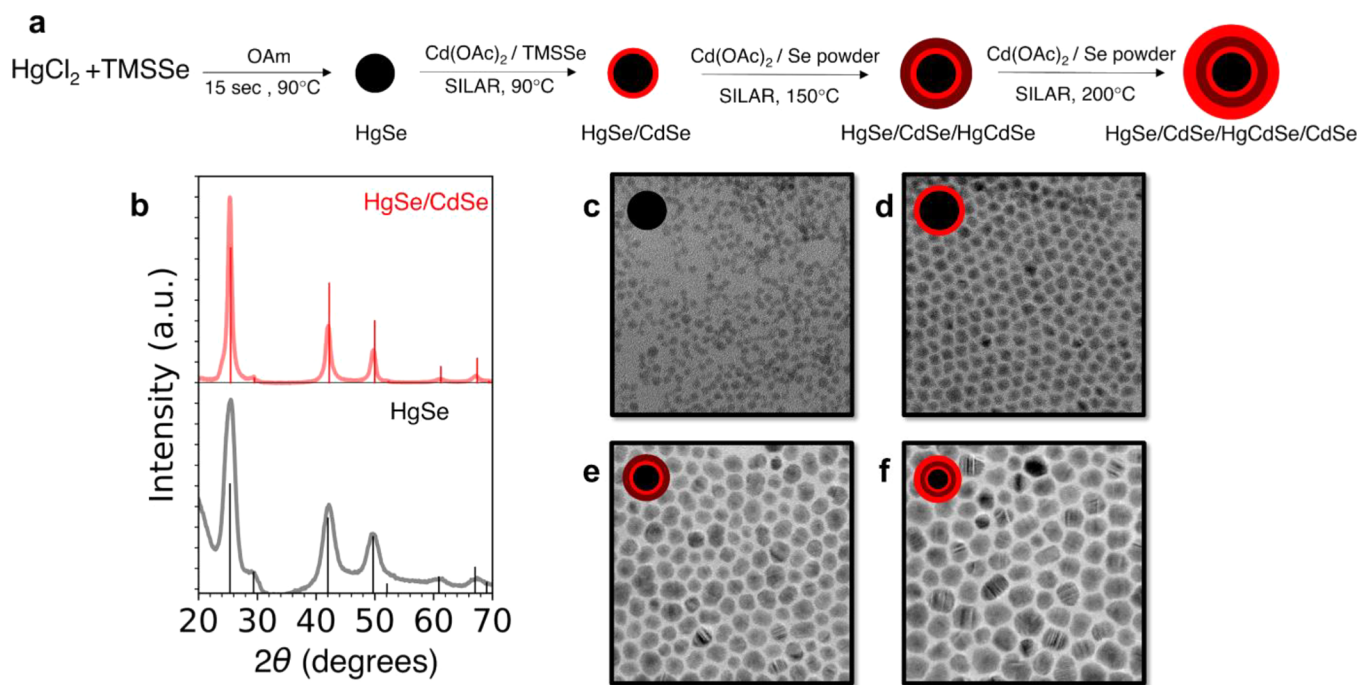 a
HgCl₂ +TMSSe
OAm
15 sec , 90°C
HgSe
Cd(OAc)₂ / TMSSe
SILAR, 90°C
HgSe/CdSe
Cd(OAc)₂ / Se powder
SILAR, 150°C
HgSe/CdSe/HgCdSe
Cd(OAc)₂ / Se powder
SILAR, 200°C
HgSe/CdSe/HgCdSe/CdSe
b
HgSe/CdSe
HgSe
Intensity (a.u.)
20 30 40 50 60 70
2θ (degrees)
c
d
e
f